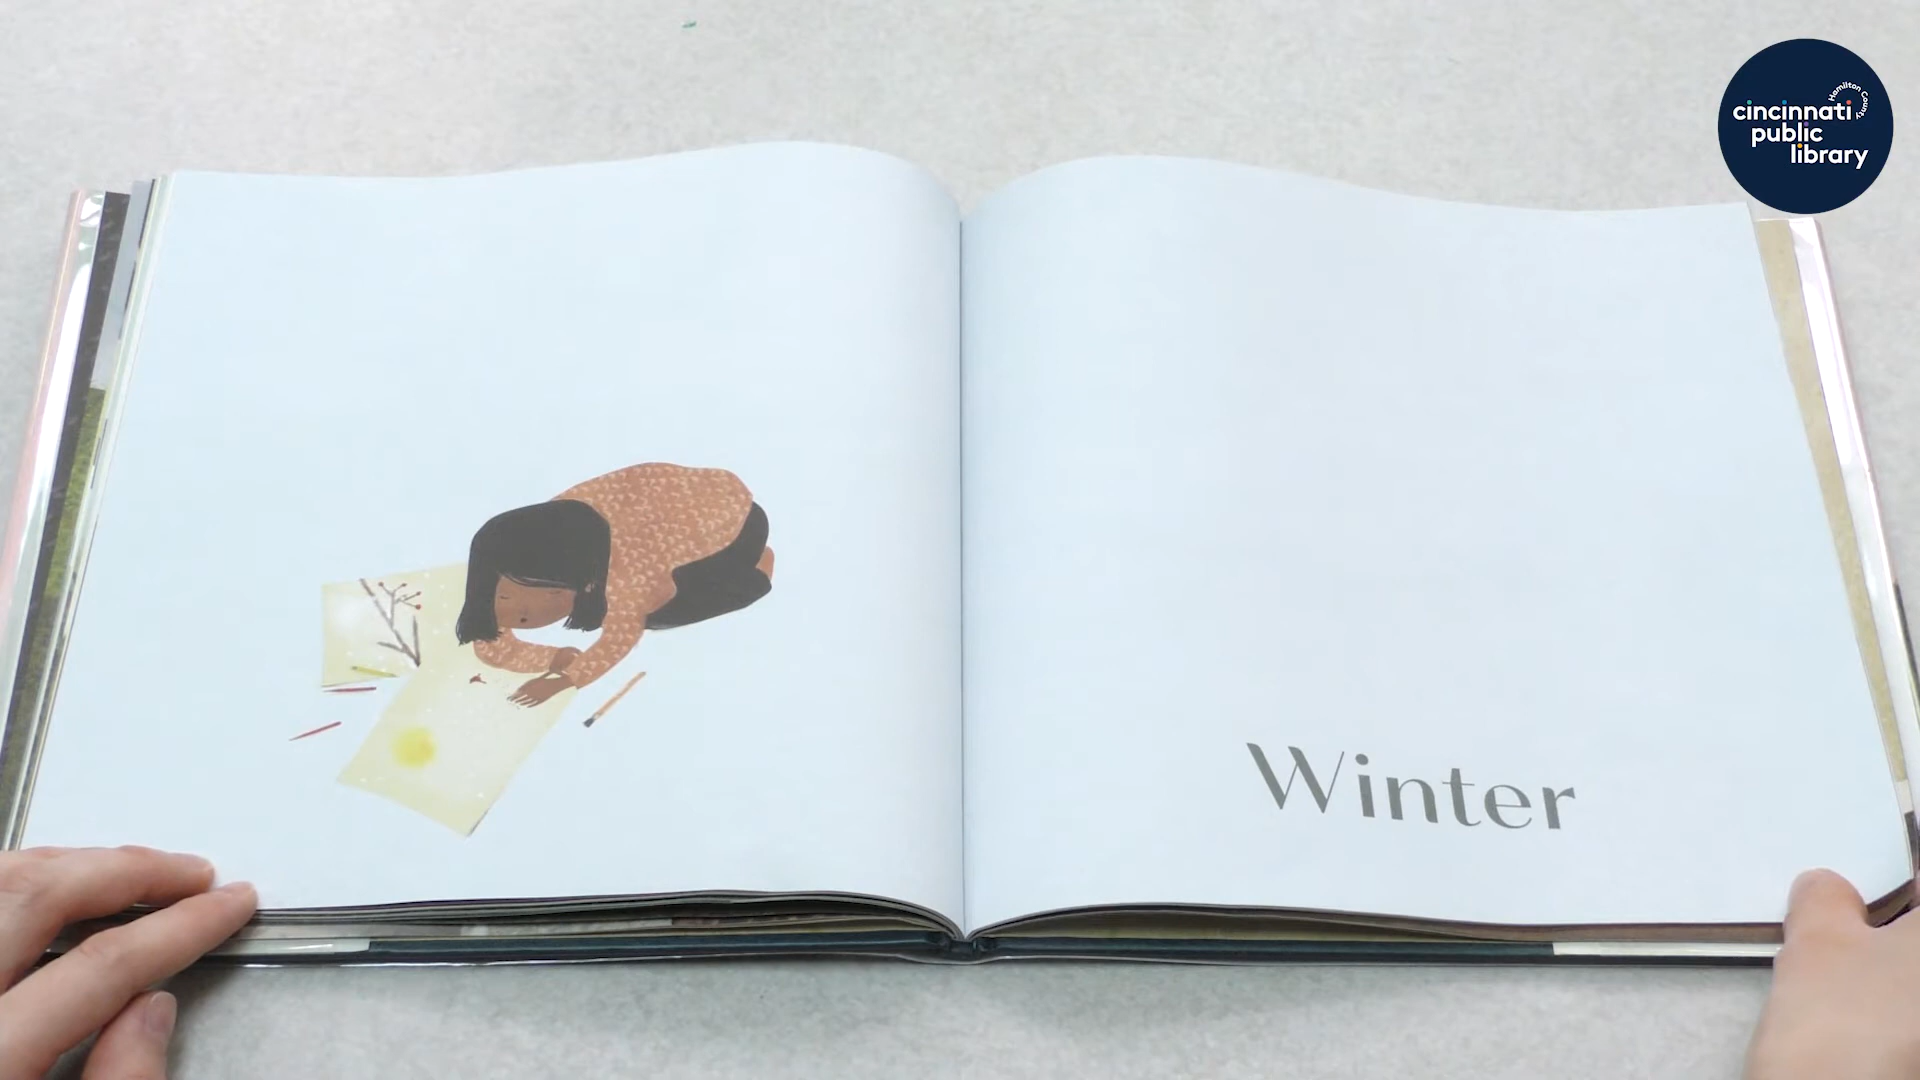 Hamilton County
cincinnati
public
library
Winter